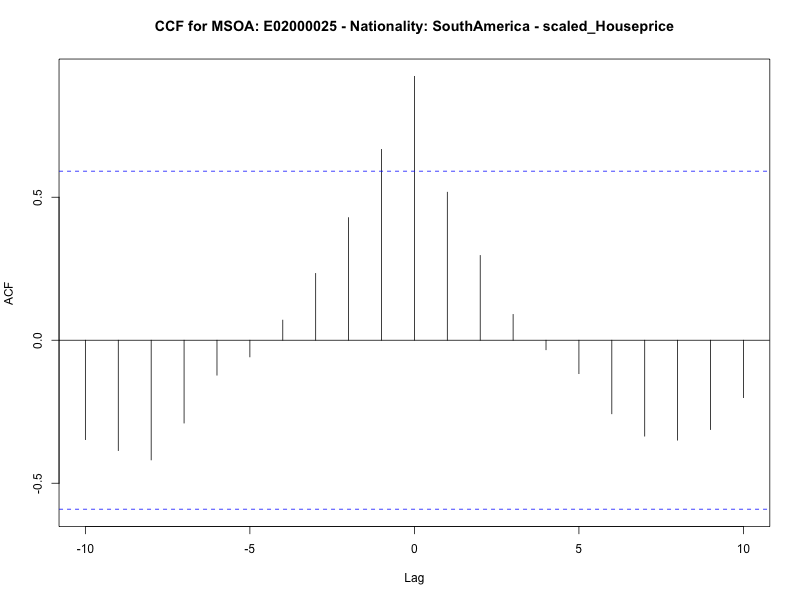 CCF for MSOA: E02000025 - Nationality: SouthAmerica - scaled_Houseprice
ACF
0.5
0.0
-0.5
-10 -5 0 5 10
Lag